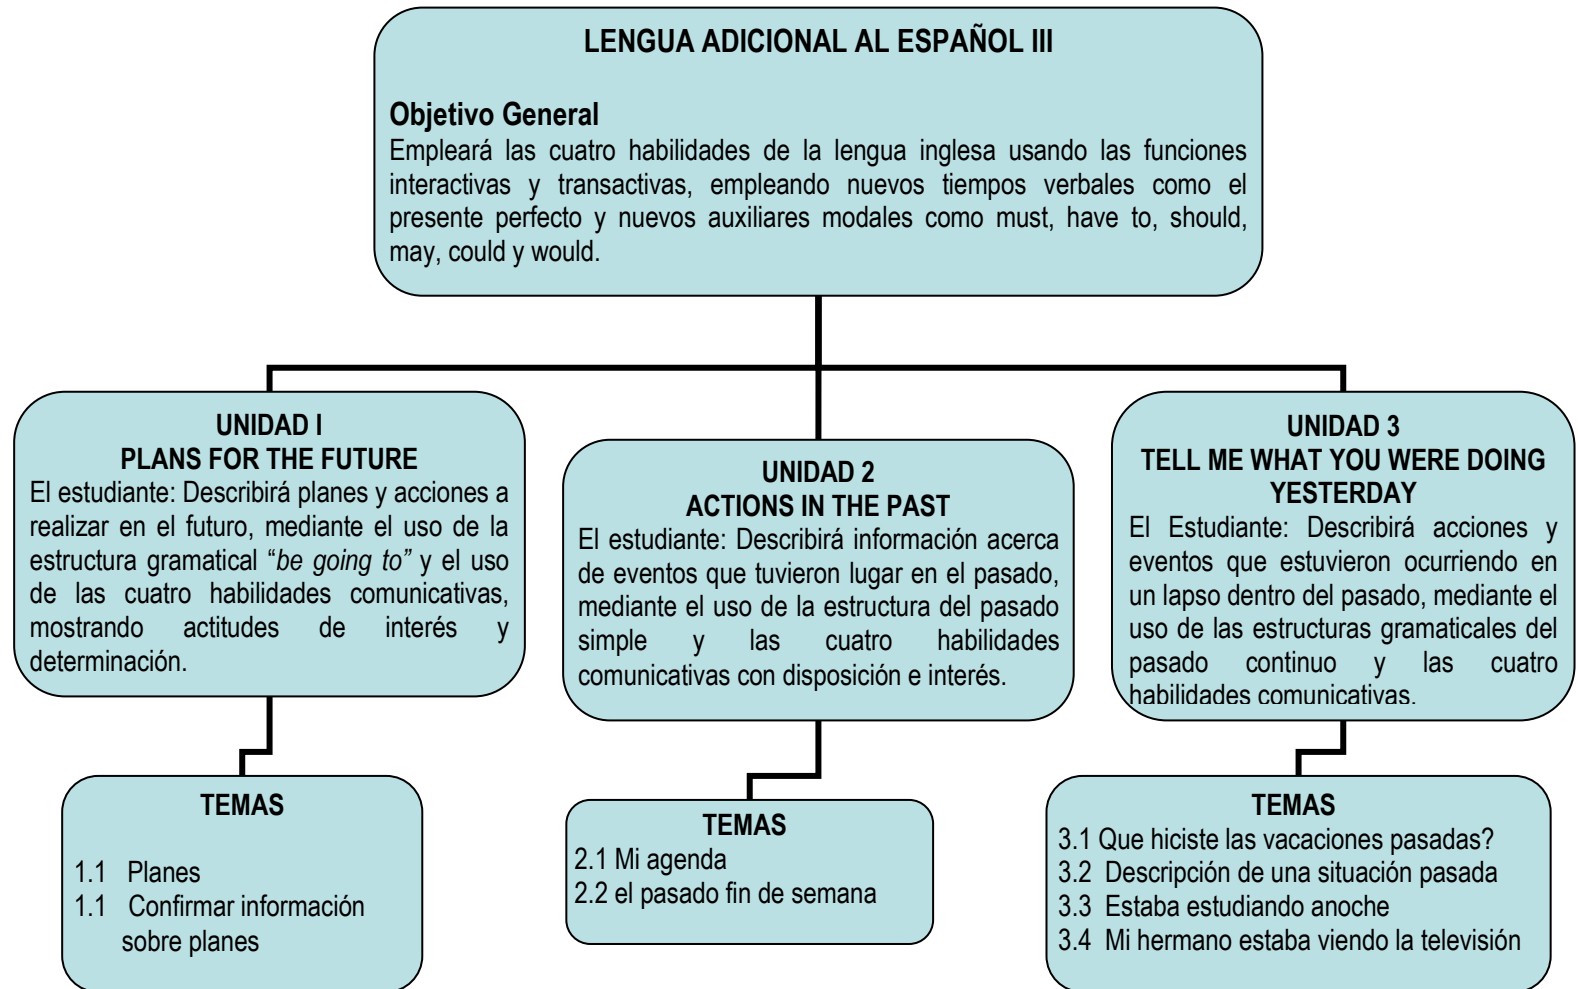 LENGUA ADICIONAL AL ESPAÑOL III
Objetivo General
Empleará las cuatro habilidades de la lengua inglesa usando las funciones
interactivas y transactivas, empleando nuevos tiempos verbales como el
presente perfecto y nuevos auxiliares modales como must, have to, should,
may, could y would.
UNIDAD I
PLANS FOR THE FUTURE
El estudiante: Describirá planes y acciones a
realizar en el futuro, mediante el uso de la
estructura gramatical “be going to” y el uso
de las cuatro habilidades comunicativas,
mostrando actitudes de interés y
determinación.
UNIDAD 2
ACTIONS IN THE PAST
El estudiante: Describirá información acerca
de eventos que tuvieron lugar en el pasado,
mediante el uso de la estructura del pasado
simple y las cuatro habilidades
comunicativas con disposición e interés.
UNIDAD 3
TELL ME WHAT YOU WERE DOING
YESTERDAY
El Estudiante: Describirá acciones y
eventos que estuvieron ocurriendo en
un lapso dentro del pasado, mediante el
uso de las estructuras gramaticales del
pasado continuo y las cuatro
habilidades comunicativas.
TEMAS
1.1 Planes
1.1 Confirmar información
sobre planes
TEMAS
2.1 Mi agenda
2.2 el pasado fin de semana
TEMAS
3.1 Que hiciste las vacaciones pasadas?
3.2 Descripción de una situación pasada
3.3 Estaba estudiando anoche
3.4 Mi hermano estaba viendo la televisión